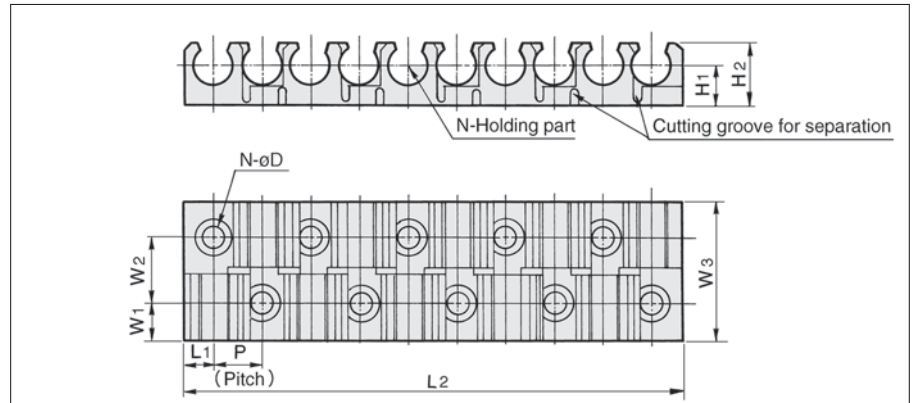 H1
H2
N-Holding part
Cutting groove for separation
N-øD
W2
W1
W3
L1
P
(Pitch)
L2